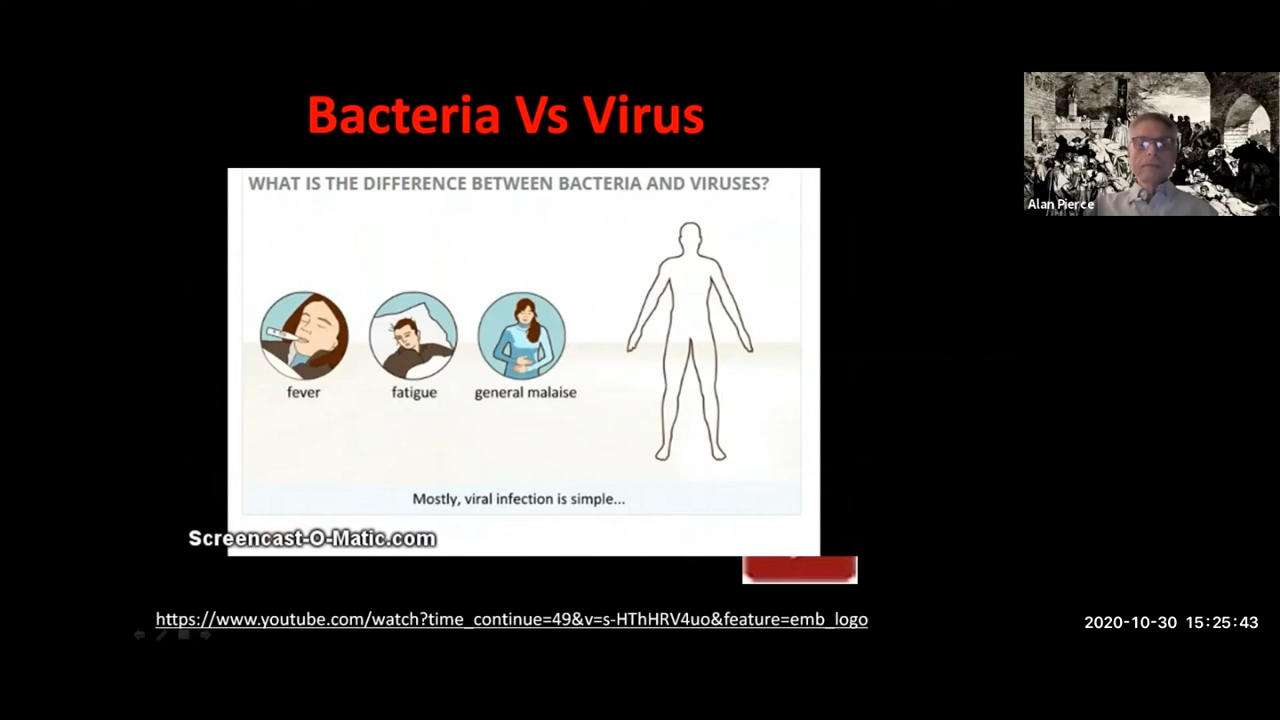 Bacteria Vs Virus
Alan Pierce
WHAT IS THE DIFFERENCE BETWEEN BACTERIA AND VIRUSES?
fever
fatigue
general malaise
Mostly, viral infection is simple...
Screencast-O-Matic.com
https://www.youtube.com/watch?time_continue=49&v=s-HThHRV4uo&feature=emb_logo
2020-10-30 15:25:43